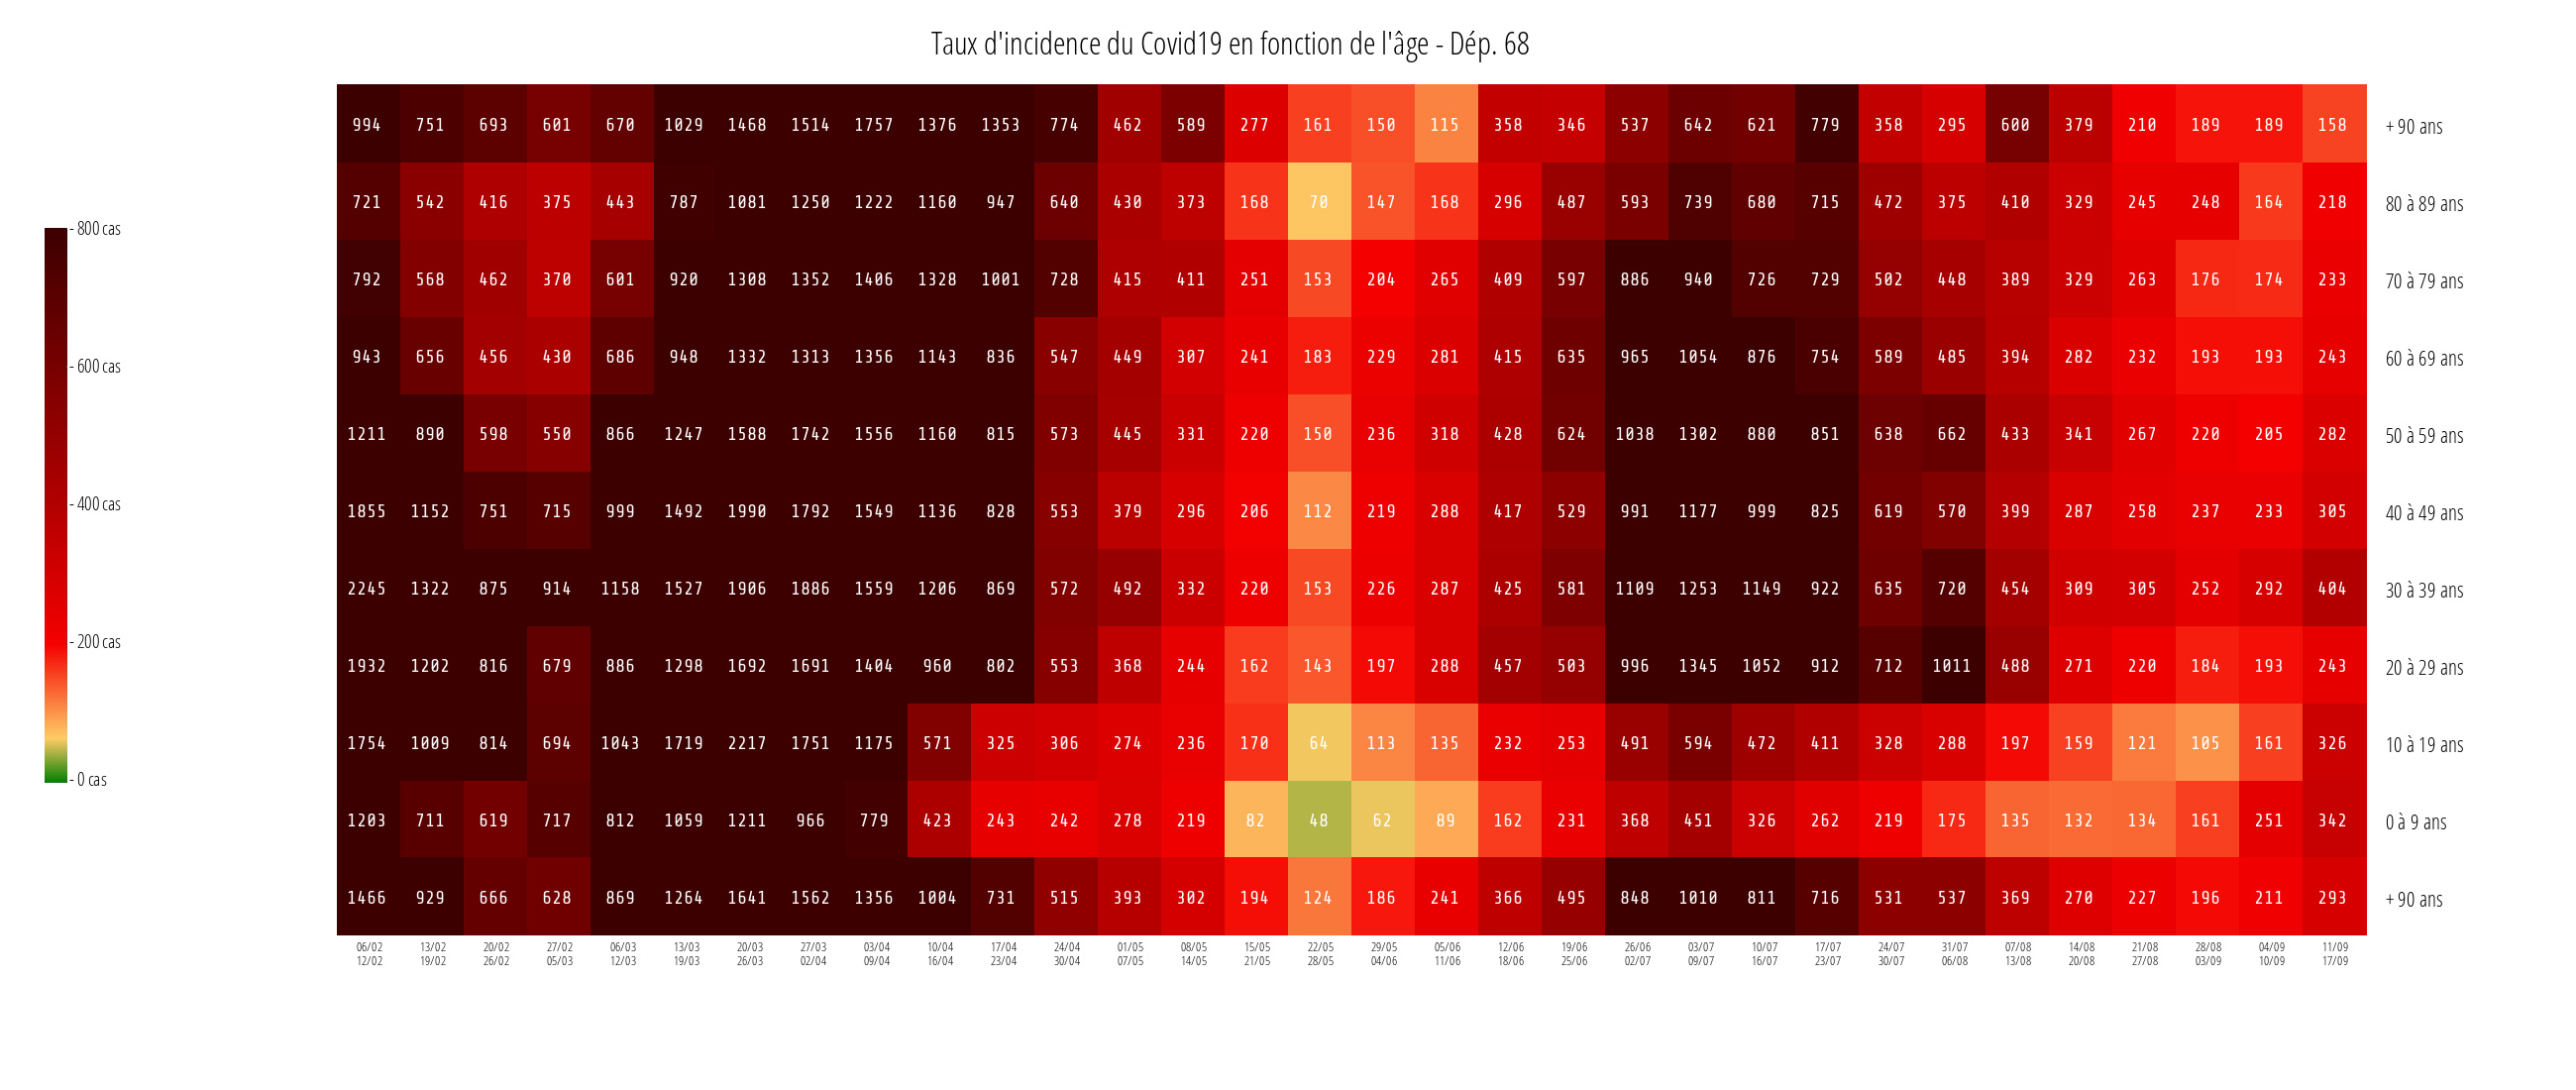 Taux d'incidence du Covid19 en fonction de l'âge - Dép. 68
994 751 693 601 670 1029 1468 1514 1757 1376 1353 774 462 589 277 161 150 115 358 346 537 642 621 779 358 295 600 379 210 189 189 158 + 90 ans
721 542 416 375 443 787 1081 1250 1222 1160 947 640 430 373 168 70 147 168 296 487 593 739 680 715 472 375 410 329 245 248 164 218 80 à 89 ans
- 800 cas
792 568 462 370 601 920 1308 1352 1406 1328 1001 728 415 411 251 153 204 265 409 597 886 940 726 729 502 448 389 329 263 176 174 233 70 à 79 ans
943 656 456 430 686 948 1332 1313 1356 1143 836 547 449 307 241 183 229 281 415 635 965 1054 876 754 589 485 394 282 232 193 193 243 60 à 69 ans
- 600 cas
1211 890 598 550 866 1247 1588 1742 1556 1160 815 573 445 331 220 150 236 318 428 624 1038 1302 880 851 638 662 433 341 267 220 205 282 50 à 59 ans
- 400 cas
1855 1152 751 715 999 1492 1990 1792 1549 1136 828 553 379 296 206 112 219 288 417 529 991 1177 999 825 619 570 399 287 258 237 233 305 40 à 49 ans
2245 1322 875 914 1158 1527 1906 1886 1559 1206 869 572 492 332 220 153 226 287 425 581 1109 1253 1149 922 635 720 454 309 305 252 292 404 30 à 39 ans
- 200 cas
1932 1202 816 679 886 1298 1692 1691 1404 960 802 553 368 244 162 143 197 288 457 503 996 1345 1052 912 712 1011 488 271 220 184 193 243 20 à 29 ans
1754 1009 814 694 1043 1719 2217 1751 1175 571 325 306 274 236 170 64 113 135 232 253 491 594 472 411 328 288 197 159 121 105 161 326 10 à 19 ans
- 0 cas
1203 711 619 717 812 1059 1211 966 779 423 243 242 278 219 82 48 62 89 162 231 368 451 326 262 219 175 135 132 134 161 251 342 0 à 9 ans
1466 929 666 628 869 1264 1641 1562 1356 1004 731 515 393 302 194 124 186 241 366 495 848 1010 811 716 531 537 369 270 227 196 211 293 + 90 ans
06/02 13/02 20/02 27/02 06/03 13/03 20/03 27/03 03/04 10/04 17/04 24/04 01/05 08/05 15/05 22/05 29/05 05/06 12/06 19/06 26/06 03/07 10/07 17/07 24/07 31/07 07/08 14/08 21/08 28/08 04/09 11/09
12/02 19/02 26/02 05/03 12/03 19/03 26/03 02/04 09/04 16/04 23/04 30/04 07/05 14/05 21/05 28/05 04/06 11/06 18/06 25/06 02/07 09/07 16/07 23/07 30/07 06/08 13/08 20/08 27/08 03/09 10/09 17/09